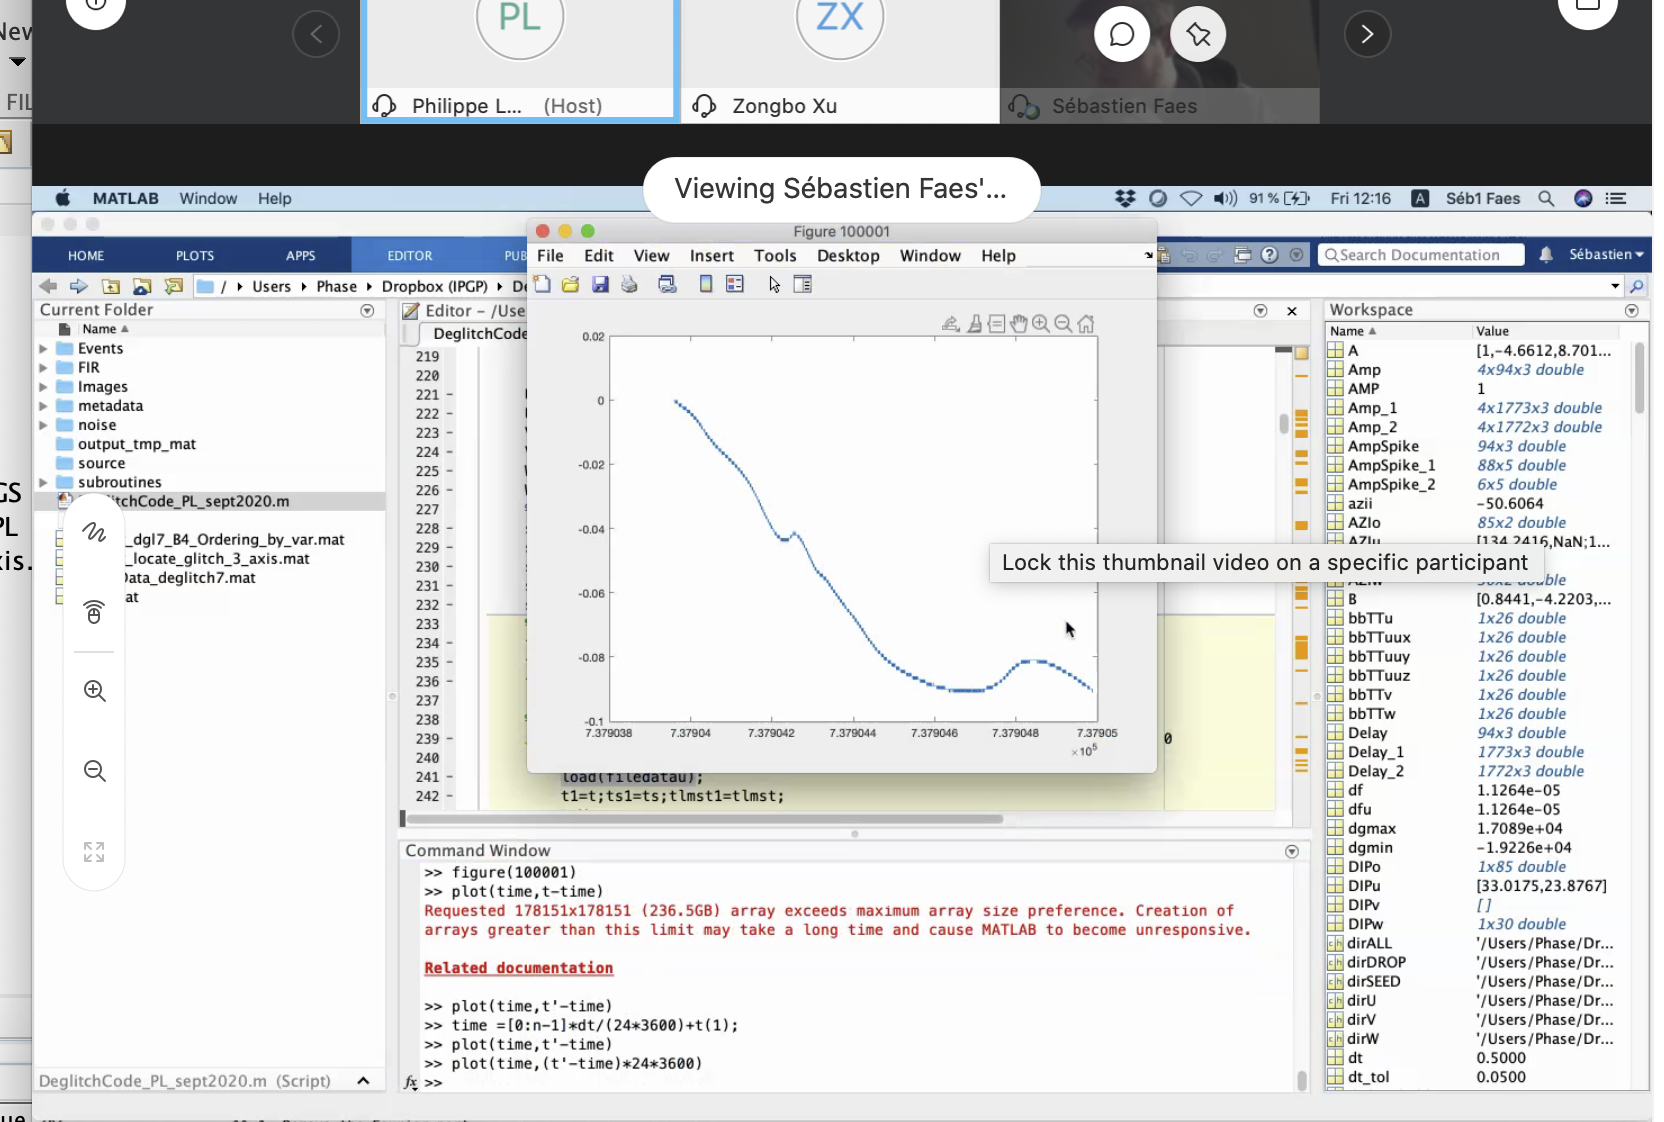 New
FIL
PL
ZX
Philippe L... (Host)
Zongbo Xu
Sébastien Faes
Viewing Sébastien Faes'...
MATLAB Window Help
91 % Fri 12:16 A Séb1 Faes
Figure 100001
HOME PLOTS APPS EDITOR PUB
Search Documentation Sébastien
File Edit View Insert Tools Desktop Window Help
/ Users Phase Dropbox (IPGP) De
Current Folder
Name
Events
FIR
Images
metadata
noise
output_tmp_mat
source
subroutines
litchCode_PL_sept2020.m
_dgl7_B4_Ordering_by_var.mat
_locate_glitch_3_axis.mat
Data_deglitch7.mat
at
GS
PL
xis.
DeglitchCode_PL_sept2020.m (Script)
Editor – /Use
DeglitchCode
219
220
221 –
222 –
223 –
224 –
225 –
226 –
227
228 –
229 –
230 –
231 –
232 –
233
234 –
235 –
236 –
237
238 –
239 –
240
241 – load(filedatau);
242 – t1=t;ts1=ts;tlmst1=tlmst;
0.02
0
-0.02
-0.04
-0.06
-0.08
-0.1
7.379038 7.37904 7.379042 7.379044 7.379046 7.379048 7.37905
×10^5
Lock this thumbnail video on a specific participant
Command Window
>> figure(100001)
>> plot(time,t-time)
Requested 178151x178151 (236.5GB) array exceeds maximum array size preference. Creation of
arrays greater than this limit may take a long time and cause MATLAB to become unresponsive.
Related documentation
>> plot(time,t'-time)
>> time =[0:n-1]*dt/(24*3600)+t(1);
>> plot(time,t'-time)
>> plot(time,(t'-time)*24*3600)
fx >>
Workspace
Name Value
A [1,-4.6612,8.701...
Amp 4x94x3 double
AMP 1
Amp_1 4x1773x3 double
Amp_2 4x1772x3 double
AmpSpike 94x3 double
AmpSpike_1 88x5 double
AmpSpike_2 6x5 double
azii -50.6064
AZIo 85x2 double
AZIu [134.2416,NaN;1...
B [0.8441,-4.2203,...
bbTTu 1x26 double
bbTTuux 1x26 double
bbTTuuy 1x26 double
bbTTuuz 1x26 double
bbTTv 1x26 double
bbTTw 1x26 double
Delay 94x3 double
Delay_1 1773x3 double
Delay_2 1772x3 double
df 1.1264e-05
dfu 1.1264e-05
dgmax 1.7089e+04
dgmin -1.9226e+04
DIPo 1x85 double
DIPu [33.0175,23.8767]
DIPv []
DIPw 1x30 double
dirALL '/Users/Phase/Dr...
dirDROP '/Users/Phase/Dr...
dirSEED '/Users/Phase/Dr...
dirU '/Users/Phase/Dr...
dirV '/Users/Phase/Dr...
dirW '/Users/Phase/Dr...
dt 0.5000
dt_tol 0.0500